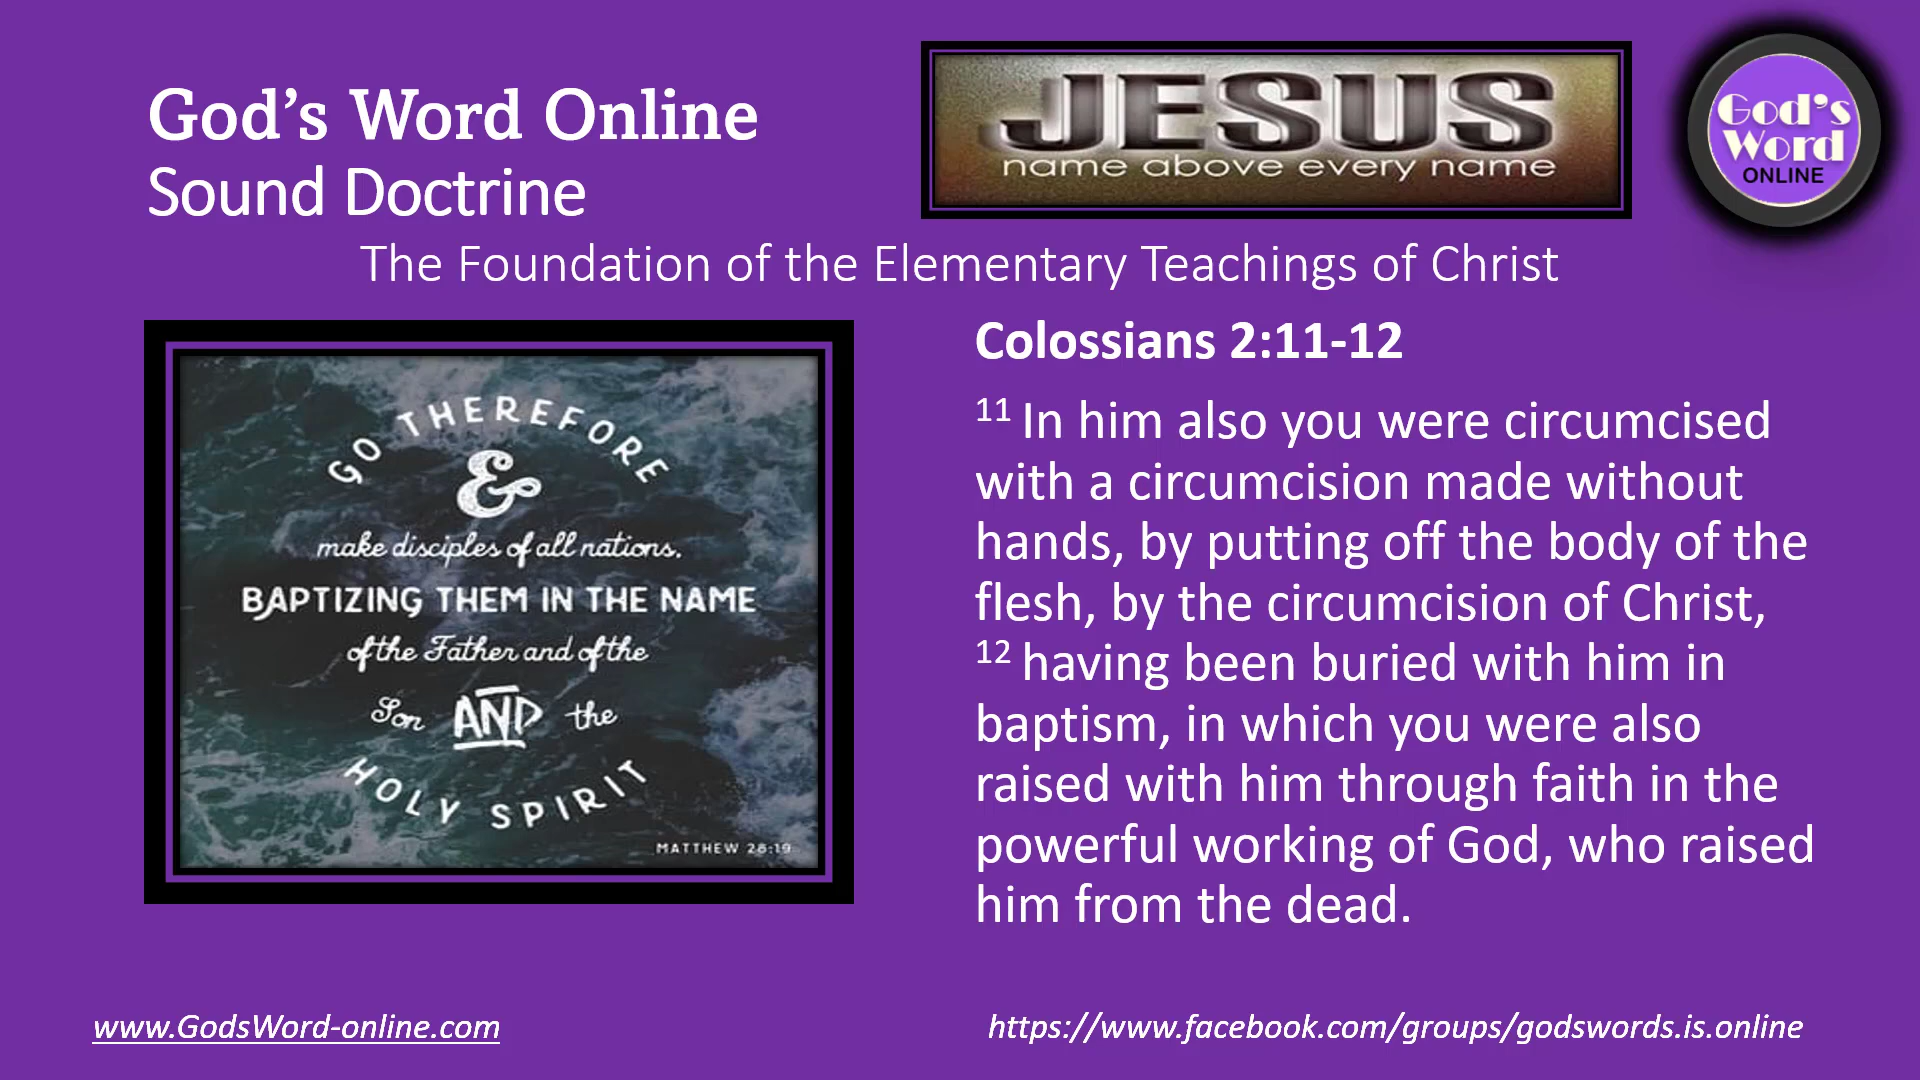 God’s Word Online
Sound Doctrine
JESUS
name above every name
God's
Word
ONLINE
The Foundation of the Elementary Teachings of Christ
GO THEREFORE
&
make disciples of all nations.
BAPTIZING THEM IN THE NAME
of the Father and of the
Son AND the
HOLY SPIRIT
MATTHEW 28:19
Colossians 2:11-12
11 In him also you were circumcised
with a circumcision made without
hands, by putting off the body of the
flesh, by the circumcision of Christ,
12 having been buried with him in
baptism, in which you were also
raised with him through faith in the
powerful working of God, who raised
him from the dead.
www.GodsWord-online.com
https://www.facebook.com/groups/godswords.is.online